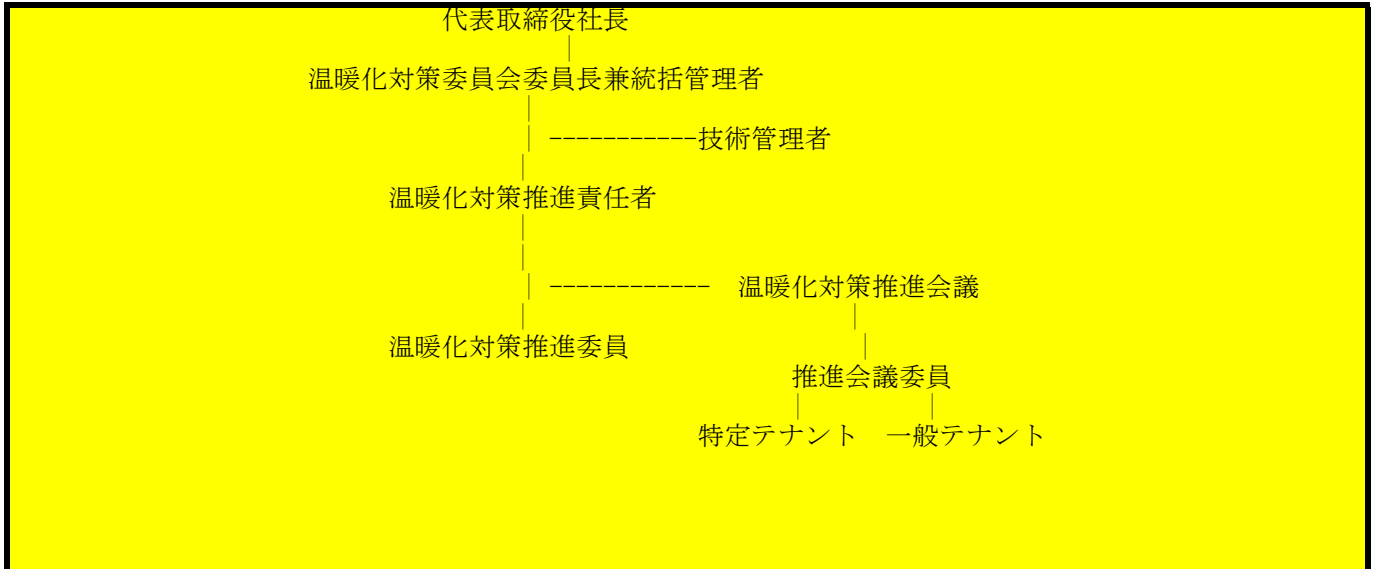 代表取締役社長
|
温暖化対策委員会委員長兼統括管理者
|
| -----------技術管理者
|
温暖化対策推進責任者
|
|
| ------------ 温暖化対策推進会議
| |
温暖化対策推進委員 |
推進会議委員
| |
特定テナント 一般テナント